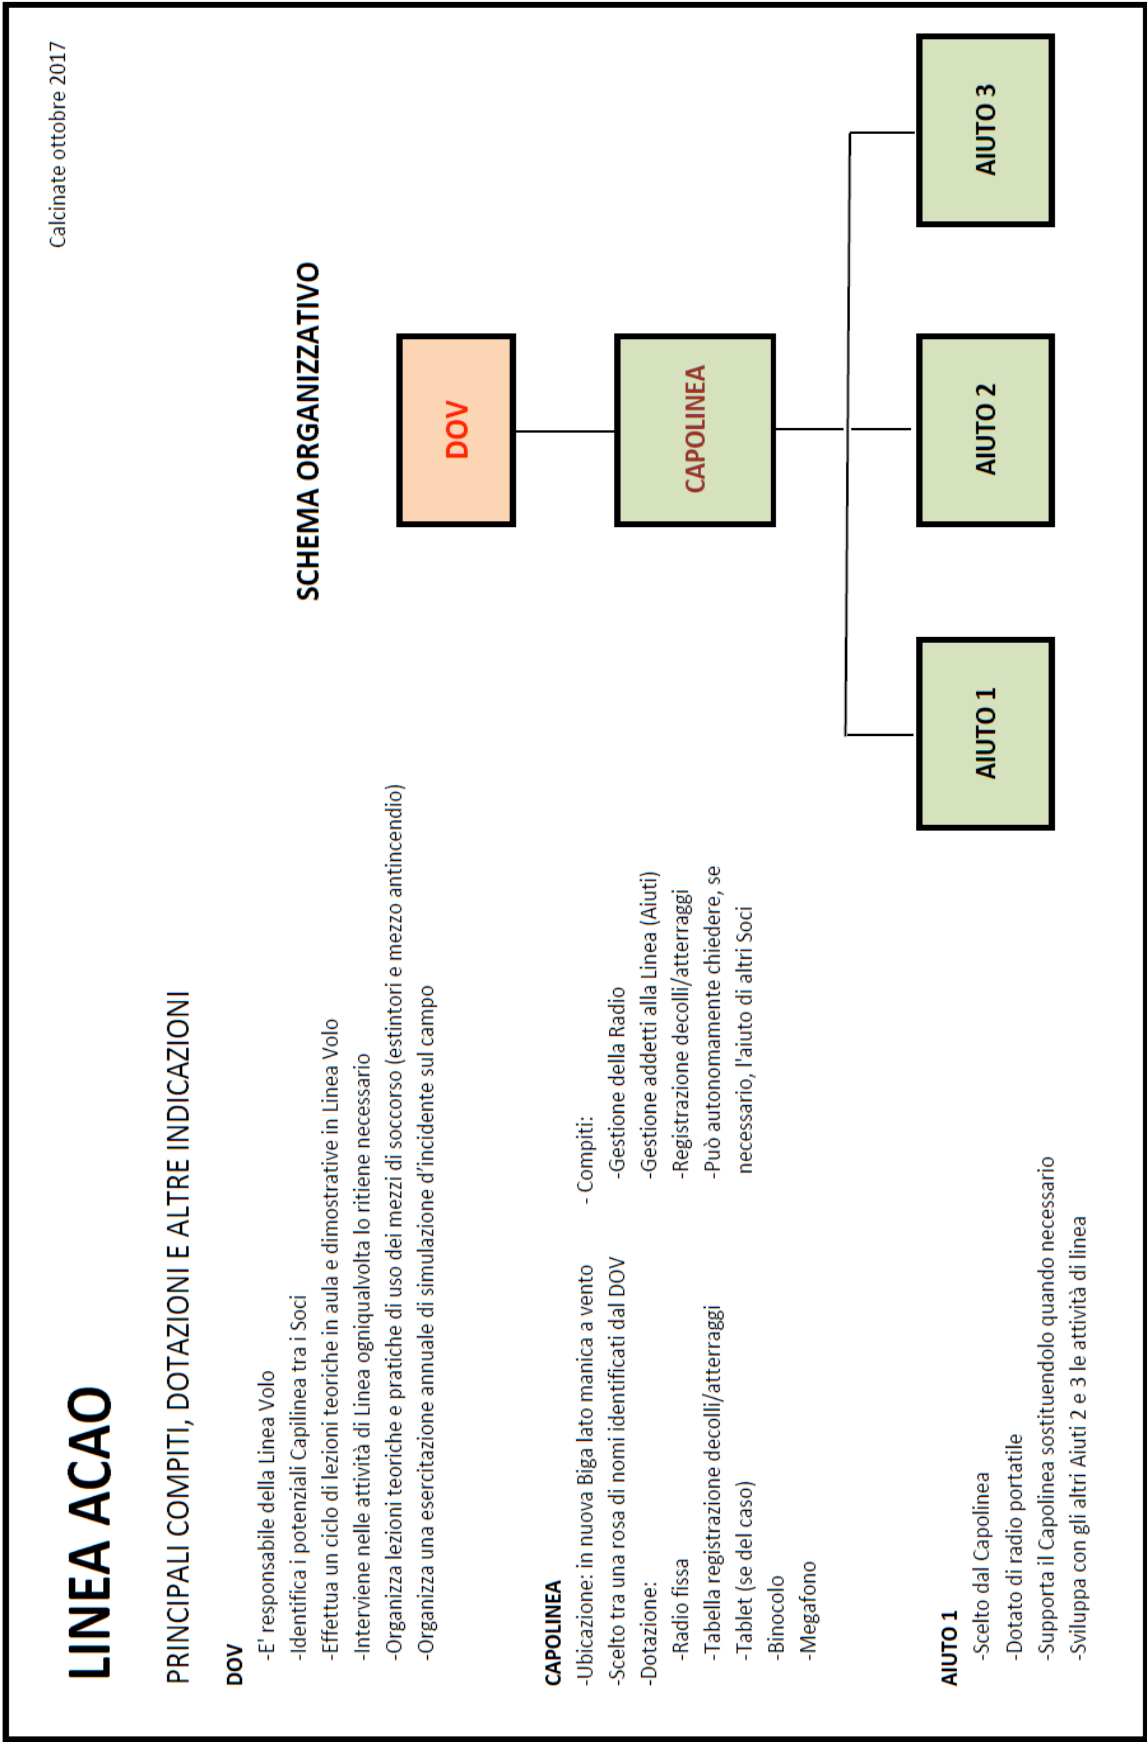 LINEA ACAO
Calcinate ottobre 2017
PRINCIPALI COMPITI, DOTAZIONI E ALTRE INDICAZIONI
DOV
-E' responsabile della Linea Volo
-Identifica i potenziali Capilinea tra i Soci
-Effettua un ciclo di lezioni teoriche in aula e dimostrative in Linea Volo
-Interviene nelle attività di Linea ogniqualvolta lo ritiene necessario
-Organizza lezioni teoriche e pratiche di uso dei mezzi di soccorso (estintori e mezzo antincendio)
-Organizza una esercitazione annuale di simulazione d'incidente sul campo
CAPOLINEA
-Ubicazione: in nuova Biga lato manica a vento
-Scelto tra una rosa di nomi identificati dal DOV
-Dotazione:
-Radio fissa
-Tabella registrazione decolli/atterraggi
-Tablet (se del caso)
-Binocolo
-Megafono
- Compiti:
-Gestione della Radio
-Gestione addetti alla Linea (Aiuti)
-Registrazione decolli/atterraggi
-Può autonomamente chiedere, se
necessario, l'aiuto di altri Soci
AIUTO 1
-Scelto dal Capolinea
-Dotato di radio portatile
-Supporta il Capolinea sostituendolo quando necessario
-Sviluppa con gli altri Aiuti 2 e 3 le attività di linea
SCHEMA ORGANIZZATIVO
DOV
CAPOLINEA
AIUTO 1
AIUTO 2
AIUTO 3